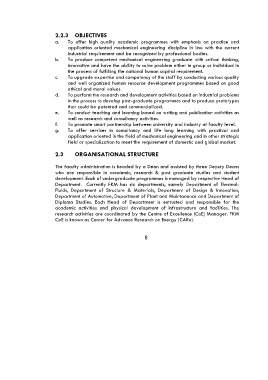 2.2.3 OBJECTIVES
a. To offer high quality academic programmes with emphasis on practice and
application oriented mechanical engineering discipline in line with the current
industrial requirement and be recognized by professional bodies.
b. To produce competent mechanical engineering graduate with critical thinking,
innovative and have the ability to solve problem either in group or individual in
the process of fulfilling the national human capital requirement.
c. To upgrade expertise and competency of the staff by conducting various quality
and well organized human resource development programmes based on good
ethical and moral values.
d. To perform the research and development activities based on industrial problems
in the process to develop post-graduate programmes and to produce prototypes
that could be patented and commercialized.
e. To conduct teaching and learning based on writing and publication activities as
well as research and consultancy activities.
f. To promote smart partnership between university and industry at faculty level.
g. To offer services in consultancy and life long learning with practical and
application oriented in the field of mechanical engineering and in other strategic
field or specialization to meet the requirement of domestic and global market.
2.3 ORGANISATIONAL STRUCTURE
The faculty administration is headed by a Dean and assisted by three Deputy Deans
who are responsible in academic, research & post graduate studies and student
development. Each of undergraduate programmes is managed by respective Head of
Department. Currently FKM has six departments, namely Department of Thermal-
Fluids, Department of Structure & Materials, Department of Design & Innovation,
Department of Automotive, Department of Plant and Maintenance and Department of
Diploma Studies. Each Head of Department is entrusted and responsible for the
academic activities and physical development of infrastructure and facilities. The
research activities are coordinated by the Centre of Excellence (CoE) Manager. FKM
CoE is known as Center for Advance Research on Energy (CARe).
8